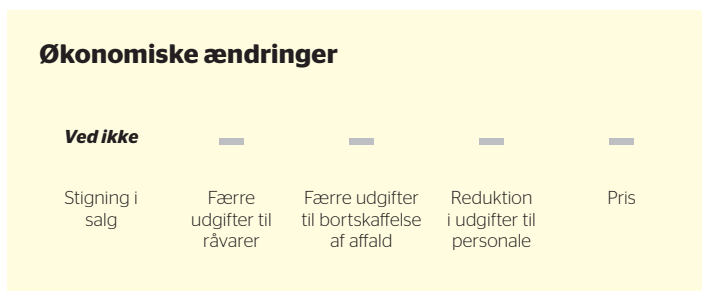 Økonomiske ændringer
Ved ikke
Stigning i
salg
Færre
udgifter til
råvarer
Færre udgifter
til bortskaffelse
af affald
Reduktion
i udgifter til
personale
Pris